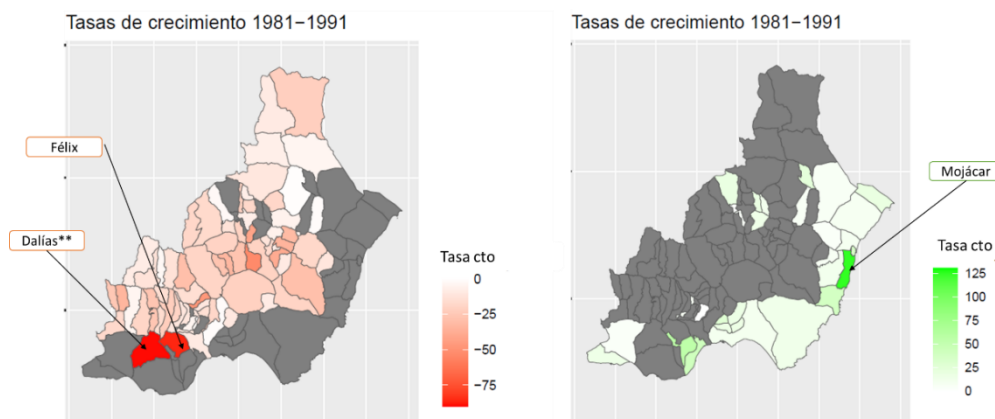 Tasas de crecimiento 1981−1991
Félix
Dalías**
Tasa cto
0
−25
−50
−75
Tasas de crecimiento 1981−1991
Mojácar
Tasa cto
125
100
75
50
25
0